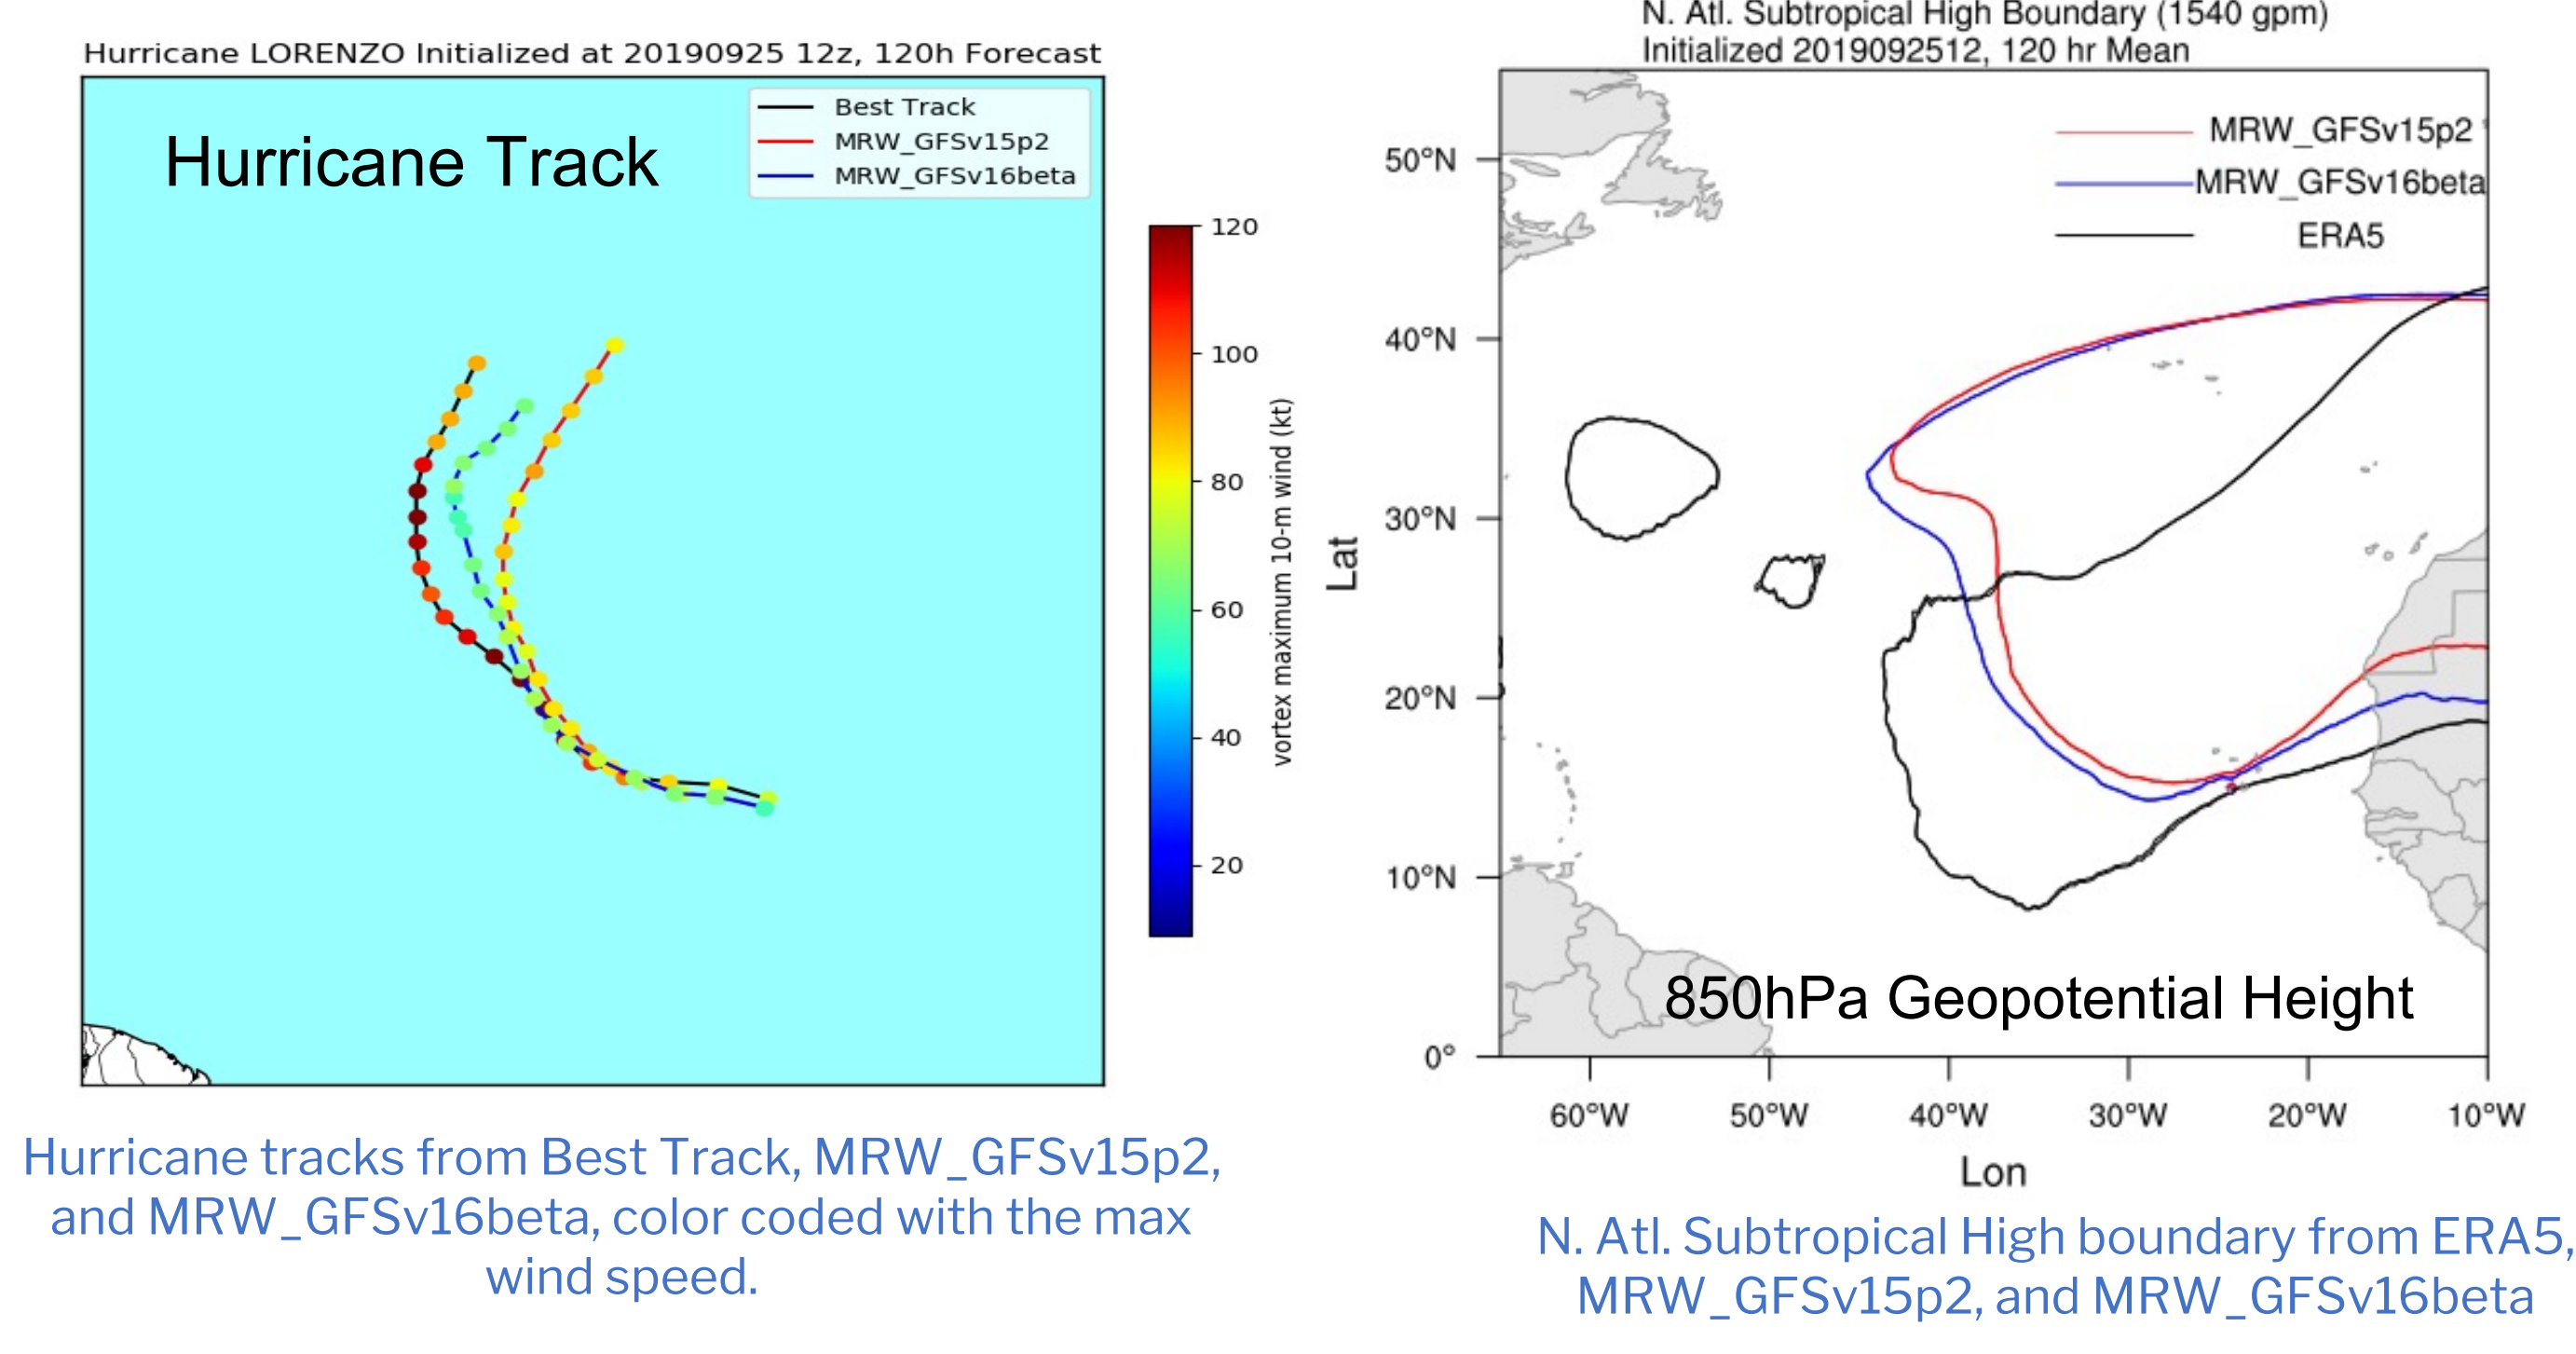 Hurricane LORENZO Initialized at 20190925 12z, 120h Forecast
Hurricane Track
Best Track
MRW_GFSv15p2
MRW_GFSv16beta
120
100
80
60
40
20
vortex maximum 10-m wind (kt)
Hurricane tracks from Best Track, MRW_GFSv15p2,
and MRW_GFSv16beta, color coded with the max
wind speed.
N. Atl. Subtropical High Boundary (1540 gpm)
Initialized 2019092512, 120 hr Mean
MRW_GFSv15p2
MRW_GFSv16beta
ERA5
50°N
40°N
30°N
20°N
10°N
0°
Lat
850hPa Geopotential Height
60°W 50°W 40°W 30°W 20°W 10°W
Lon
N. Atl. Subtropical High boundary from ERA5,
MRW_GFSv15p2, and MRW_GFSv16beta